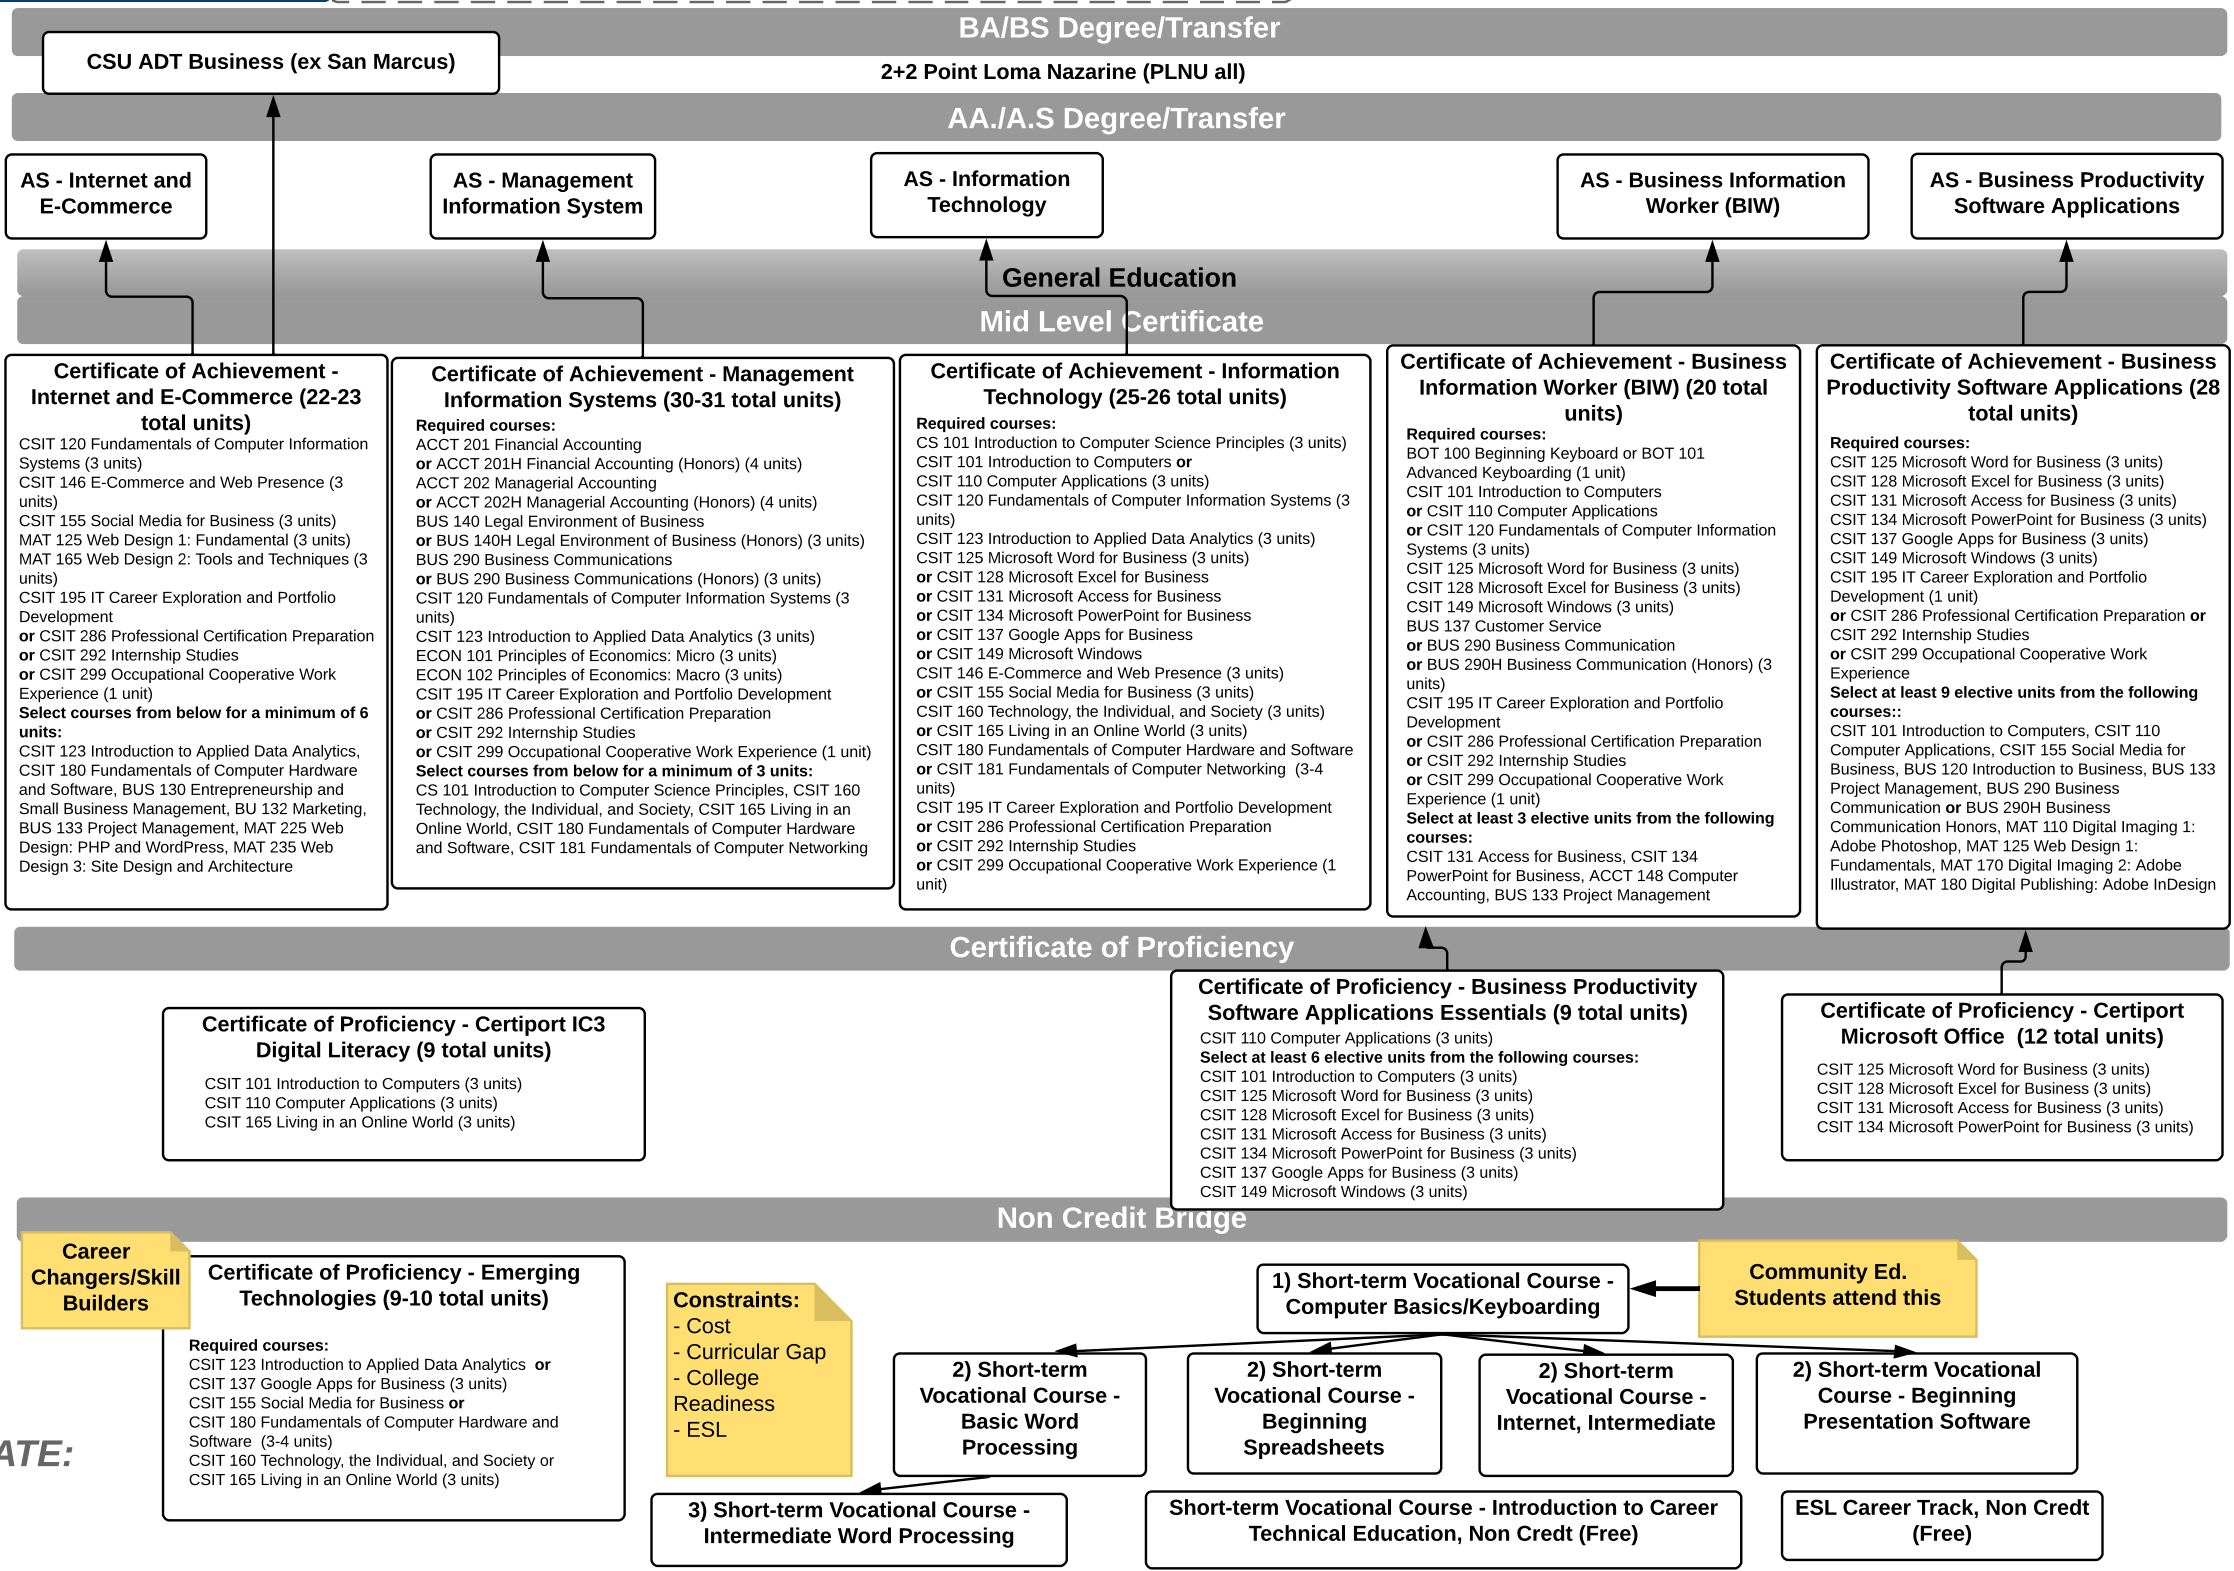 BA/BS Degree/Transfer
CSU ADT Business (ex San Marcus)
2+2 Point Loma Nazarine (PLNU all)
AA./A.S Degree/Transfer
AS - Internet and
E-Commerce
AS - Management
Information System
AS - Information
Technology
AS - Business Information
Worker (BIW)
AS - Business Productivity
Software Applications
General Education
Mid Level Certificate
Certificate of Achievement -
Internet and E-Commerce (22-23
total units)
CSIT 120 Fundamentals of Computer Information
Systems (3 units)
CSIT 146 E-Commerce and Web Presence (3
units)
CSIT 155 Social Media for Business (3 units)
MAT 125 Web Design 1: Fundamental (3 units)
MAT 165 Web Design 2: Tools and Techniques (3
units)
CSIT 195 IT Career Exploration and Portfolio
Development
or CSIT 286 Professional Certification Preparation
or CSIT 292 Internship Studies
or CSIT 299 Occupational Cooperative Work
Experience (1 unit)
Select courses from below for a minimum of 6
units:
CSIT 123 Introduction to Applied Data Analytics,
CSIT 180 Fundamentals of Computer Hardware
and Software, BUS 130 Entrepreneurship and
Small Business Management, BU 132 Marketing,
BUS 133 Project Management, MAT 225 Web
Design: PHP and WordPress, MAT 235 Web
Design 3: Site Design and Architecture
Certificate of Achievement - Management
Information Systems (30-31 total units)
Required courses:
ACCT 201 Financial Accounting
or ACCT 201H Financial Accounting (Honors) (4 units)
ACCT 202 Managerial Accounting
or ACCT 202H Managerial Accounting (Honors) (4 units)
BUS 140 Legal Environment of Business
or BUS 140H Legal Environment of Business (Honors) (3 units)
BUS 290 Business Communications
or BUS 290 Business Communications (Honors) (3 units)
CSIT 120 Fundamentals of Computer Information Systems (3
units)
CSIT 123 Introduction to Applied Data Analytics (3 units)
ECON 101 Principles of Economics: Micro (3 units)
ECON 102 Principles of Economics: Macro (3 units)
CSIT 195 IT Career Exploration and Portfolio Development
or CSIT 286 Professional Certification Preparation
or CSIT 292 Internship Studies
or CSIT 299 Occupational Cooperative Work Experience (1 unit)
Select courses from below for a minimum of 3 units:
CS 101 Introduction to Computer Science Principles, CSIT 160
Technology, the Individual, and Society, CSIT 165 Living in an
Online World, CSIT 180 Fundamentals of Computer Hardware
and Software, CSIT 181 Fundamentals of Computer Networking
Certificate of Achievement - Information
Technology (25-26 total units)
Required courses:
CS 101 Introduction to Computer Science Principles (3 units)
CSIT 101 Introduction to Computers or
CSIT 110 Computer Applications (3 units)
CSIT 120 Fundamentals of Computer Information Systems (3
units)
CSIT 123 Introduction to Applied Data Analytics (3 units)
CSIT 125 Microsoft Word for Business (3 units)
or CSIT 128 Microsoft Excel for Business
or CSIT 131 Microsoft Access for Business
or CSIT 134 Microsoft PowerPoint for Business
or CSIT 137 Google Apps for Business
or CSIT 149 Microsoft Windows
CSIT 146 E-Commerce and Web Presence (3 units)
or CSIT 155 Social Media for Business (3 units)
CSIT 160 Technology, the Individual, and Society (3 units)
or CSIT 165 Living in an Online World (3 units)
CSIT 180 Fundamentals of Computer Hardware and Software
or CSIT 181 Fundamentals of Computer Networking (3-4
units)
CSIT 195 IT Career Exploration and Portfolio Development
or CSIT 286 Professional Certification Preparation
or CSIT 292 Internship Studies
or CSIT 299 Occupational Cooperative Work Experience (1
unit)
Certificate of Achievement - Business
Information Worker (BIW) (20 total
units)
Required courses:
BOT 100 Beginning Keyboard or BOT 101
Advanced Keyboarding (1 unit)
CSIT 101 Introduction to Computers
or CSIT 110 Computer Applications
or CSIT 120 Fundamentals of Computer Information
Systems (3 units)
CSIT 125 Microsoft Word for Business (3 units)
CSIT 128 Microsoft Excel for Business (3 units)
CSIT 149 Microsoft Windows (3 units)
BUS 137 Customer Service
or BUS 290 Business Communication
or BUS 290H Business Communication (Honors) (3
units)
CSIT 195 IT Career Exploration and Portfolio
Development
or CSIT 286 Professional Certification Preparation
or CSIT 292 Internship Studies
or CSIT 299 Occupational Cooperative Work
Experience (1 unit)
Select at least 3 elective units from the following
courses:
CSIT 131 Access for Business, CSIT 134
PowerPoint for Business, ACCT 148 Computer
Accounting, BUS 133 Project Management
Certificate of Achievement - Business
Productivity Software Applications (28
total units)
Required courses:
CSIT 125 Microsoft Word for Business (3 units)
CSIT 128 Microsoft Excel for Business (3 units)
CSIT 131 Microsoft Access for Business (3 units)
CSIT 134 Microsoft PowerPoint for Business (3 units)
CSIT 137 Google Apps for Business (3 units)
CSIT 149 Microsoft Windows (3 units)
CSIT 195 IT Career Exploration and Portfolio
Development (1 unit)
or CSIT 286 Professional Certification Preparation or
CSIT 292 Internship Studies
or CSIT 299 Occupational Cooperative Work
Experience
Select at least 9 elective units from the following
courses::
CSIT 101 Introduction to Computers, CSIT 110
Computer Applications, CSIT 155 Social Media for
Business, BUS 120 Introduction to Business, BUS 133
Project Management, BUS 290 Business
Communication or BUS 290H Business
Communication Honors, MAT 110 Digital Imaging 1:
Adobe Photoshop, MAT 125 Web Design 1:
Fundamentals, MAT 170 Digital Imaging 2: Adobe
Illustrator, MAT 180 Digital Publishing: Adobe InDesign
Certificate of Proficiency
Certificate of Proficiency - Certiport IC3
Digital Literacy (9 total units)
CSIT 101 Introduction to Computers (3 units)
CSIT 110 Computer Applications (3 units)
CSIT 165 Living in an Online World (3 units)
Certificate of Proficiency - Business Productivity
Software Applications Essentials (9 total units)
CSIT 110 Computer Applications (3 units)
Select at least 6 elective units from the following courses:
CSIT 101 Introduction to Computers (3 units)
CSIT 125 Microsoft Word for Business (3 units)
CSIT 128 Microsoft Excel for Business (3 units)
CSIT 131 Microsoft Access for Business (3 units)
CSIT 134 Microsoft PowerPoint for Business (3 units)
CSIT 137 Google Apps for Business (3 units)
CSIT 149 Microsoft Windows (3 units)
Certificate of Proficiency - Certiport
Microsoft Office (12 total units)
CSIT 125 Microsoft Word for Business (3 units)
CSIT 128 Microsoft Excel for Business (3 units)
CSIT 131 Microsoft Access for Business (3 units)
CSIT 134 Microsoft PowerPoint for Business (3 units)
Non Credit Bridge
Career
Changers/Skill
Builders
Certificate of Proficiency - Emerging
Technologies (9-10 total units)
Required courses:
CSIT 123 Introduction to Applied Data Analytics or
CSIT 137 Google Apps for Business (3 units)
CSIT 155 Social Media for Business or
CSIT 180 Fundamentals of Computer Hardware and
Software (3-4 units)
CSIT 160 Technology, the Individual, and Society or
CSIT 165 Living in an Online World (3 units)
ATE:
Constraints:
- Cost
- Curricular Gap
- College
Readiness
- ESL
1) Short-term Vocational Course -
Computer Basics/Keyboarding
Community Ed.
Students attend this
2) Short-term
Vocational Course -
Basic Word
Processing
2) Short-term
Vocational Course -
Beginning
Spreadsheets
2) Short-term
Vocational Course -
Internet, Intermediate
2) Short-term Vocational
Course - Beginning
Presentation Software
3) Short-term Vocational Course -
Intermediate Word Processing
Short-term Vocational Course - Introduction to Career
Technical Education, Non Credt (Free)
ESL Career Track, Non Credt
(Free)